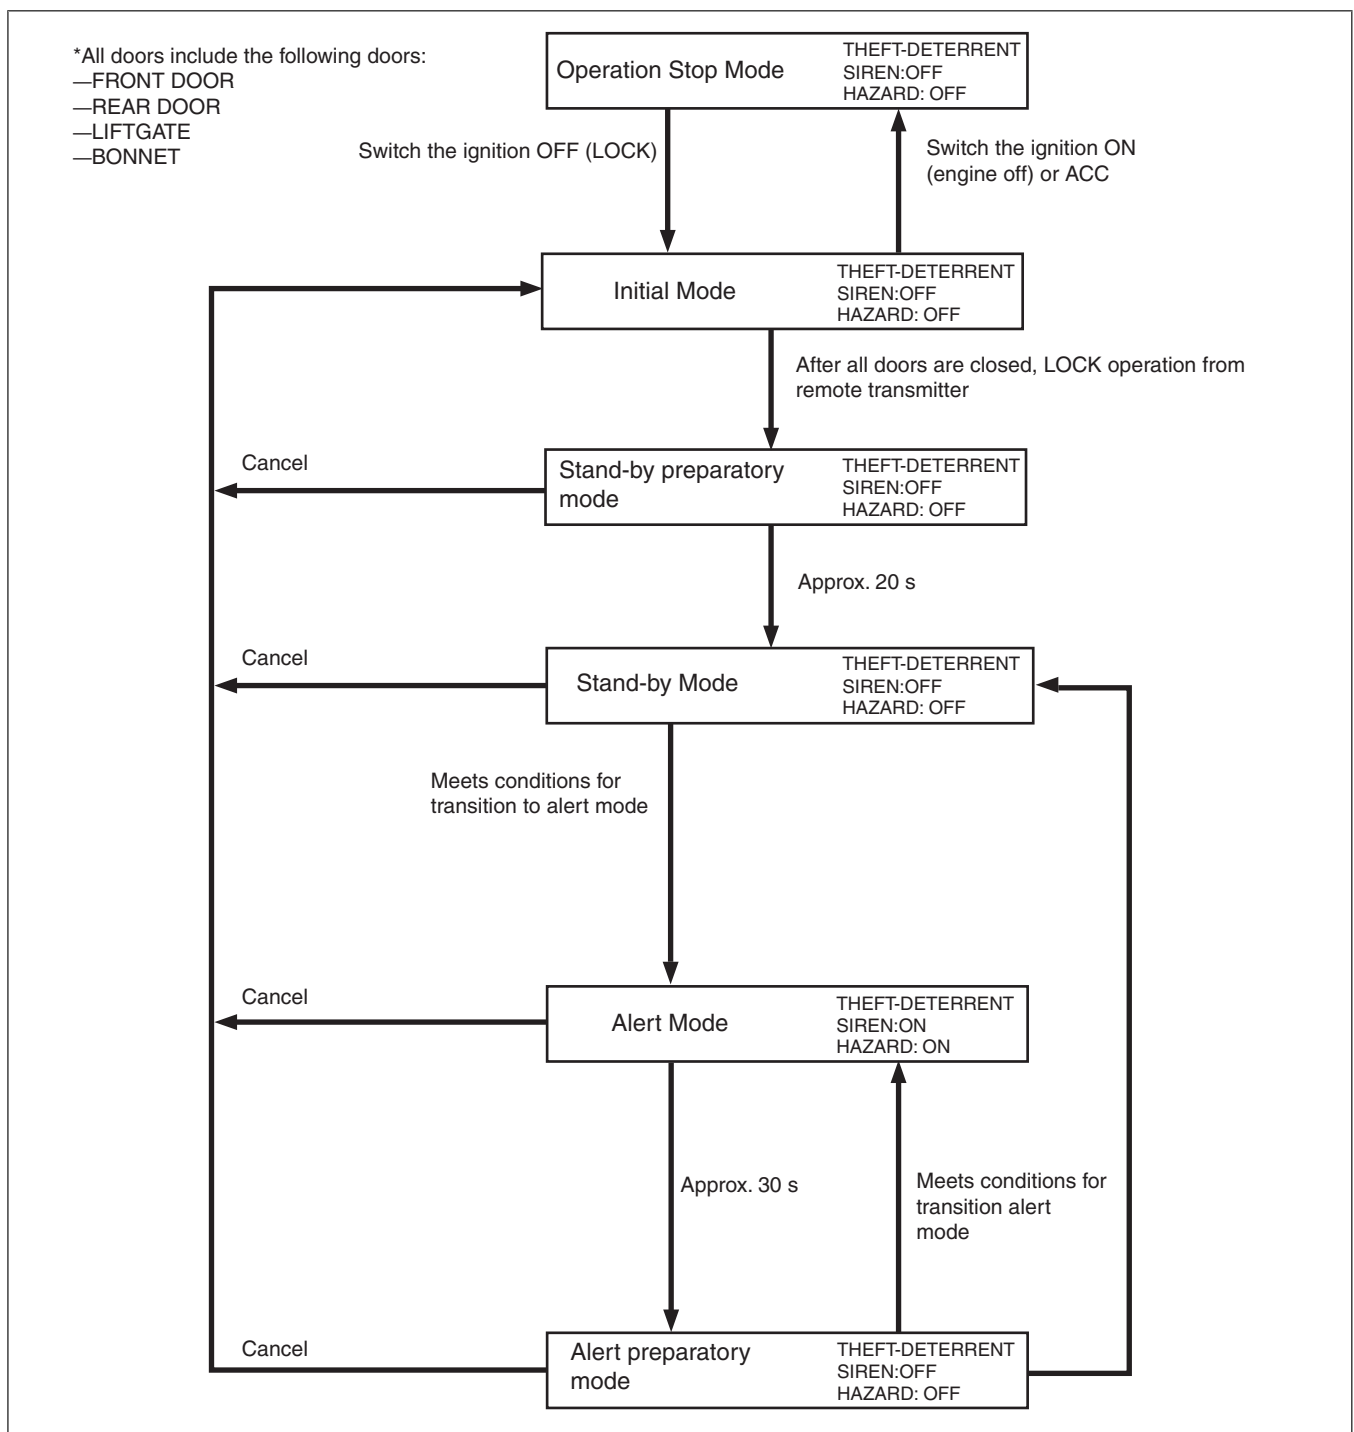 *All doors include the following doors:
—FRONT DOOR
—REAR DOOR
—LIFTGATE
—BONNET
Operation Stop Mode
THEFT-DETERRENT
SIREN:OFF
HAZARD: OFF
Switch the ignition OFF (LOCK)
Switch the ignition ON
(engine off) or ACC
Initial Mode
THEFT-DETERRENT
SIREN:OFF
HAZARD: OFF
After all doors are closed, LOCK operation from
remote transmitter
Cancel
Stand-by preparatory
mode
THEFT-DETERRENT
SIREN:OFF
HAZARD: OFF
Approx. 20 s
Cancel
Stand-by Mode
THEFT-DETERRENT
SIREN:OFF
HAZARD: OFF
Meets conditions for
transition to alert mode
Cancel
Alert Mode
THEFT-DETERRENT
SIREN:ON
HAZARD: ON
Approx. 30 s
Meets conditions for
transition alert
mode
Cancel
Alert preparatory
mode
THEFT-DETERRENT
SIREN:OFF
HAZARD: OFF